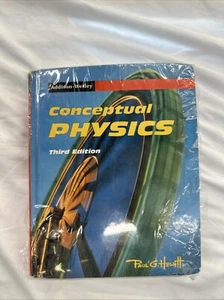 Addison-Wesley
Conceptual
PHYSICS
Third Edition
Paul G. Hewitt